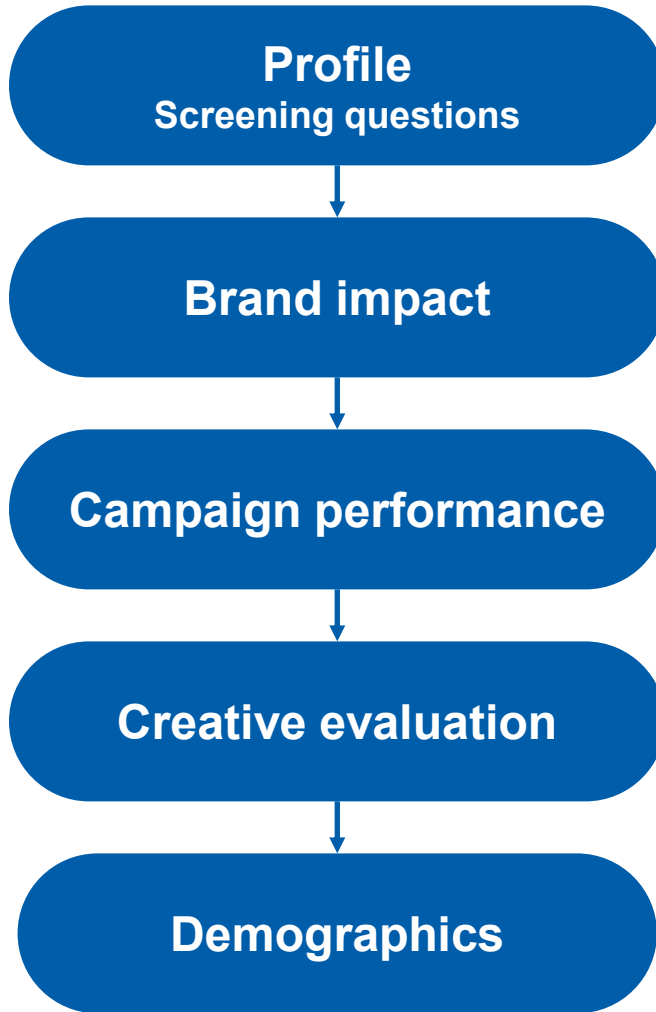 Profile
Screening questions
Brand impact
Campaign performance
Creative evaluation
Demographics